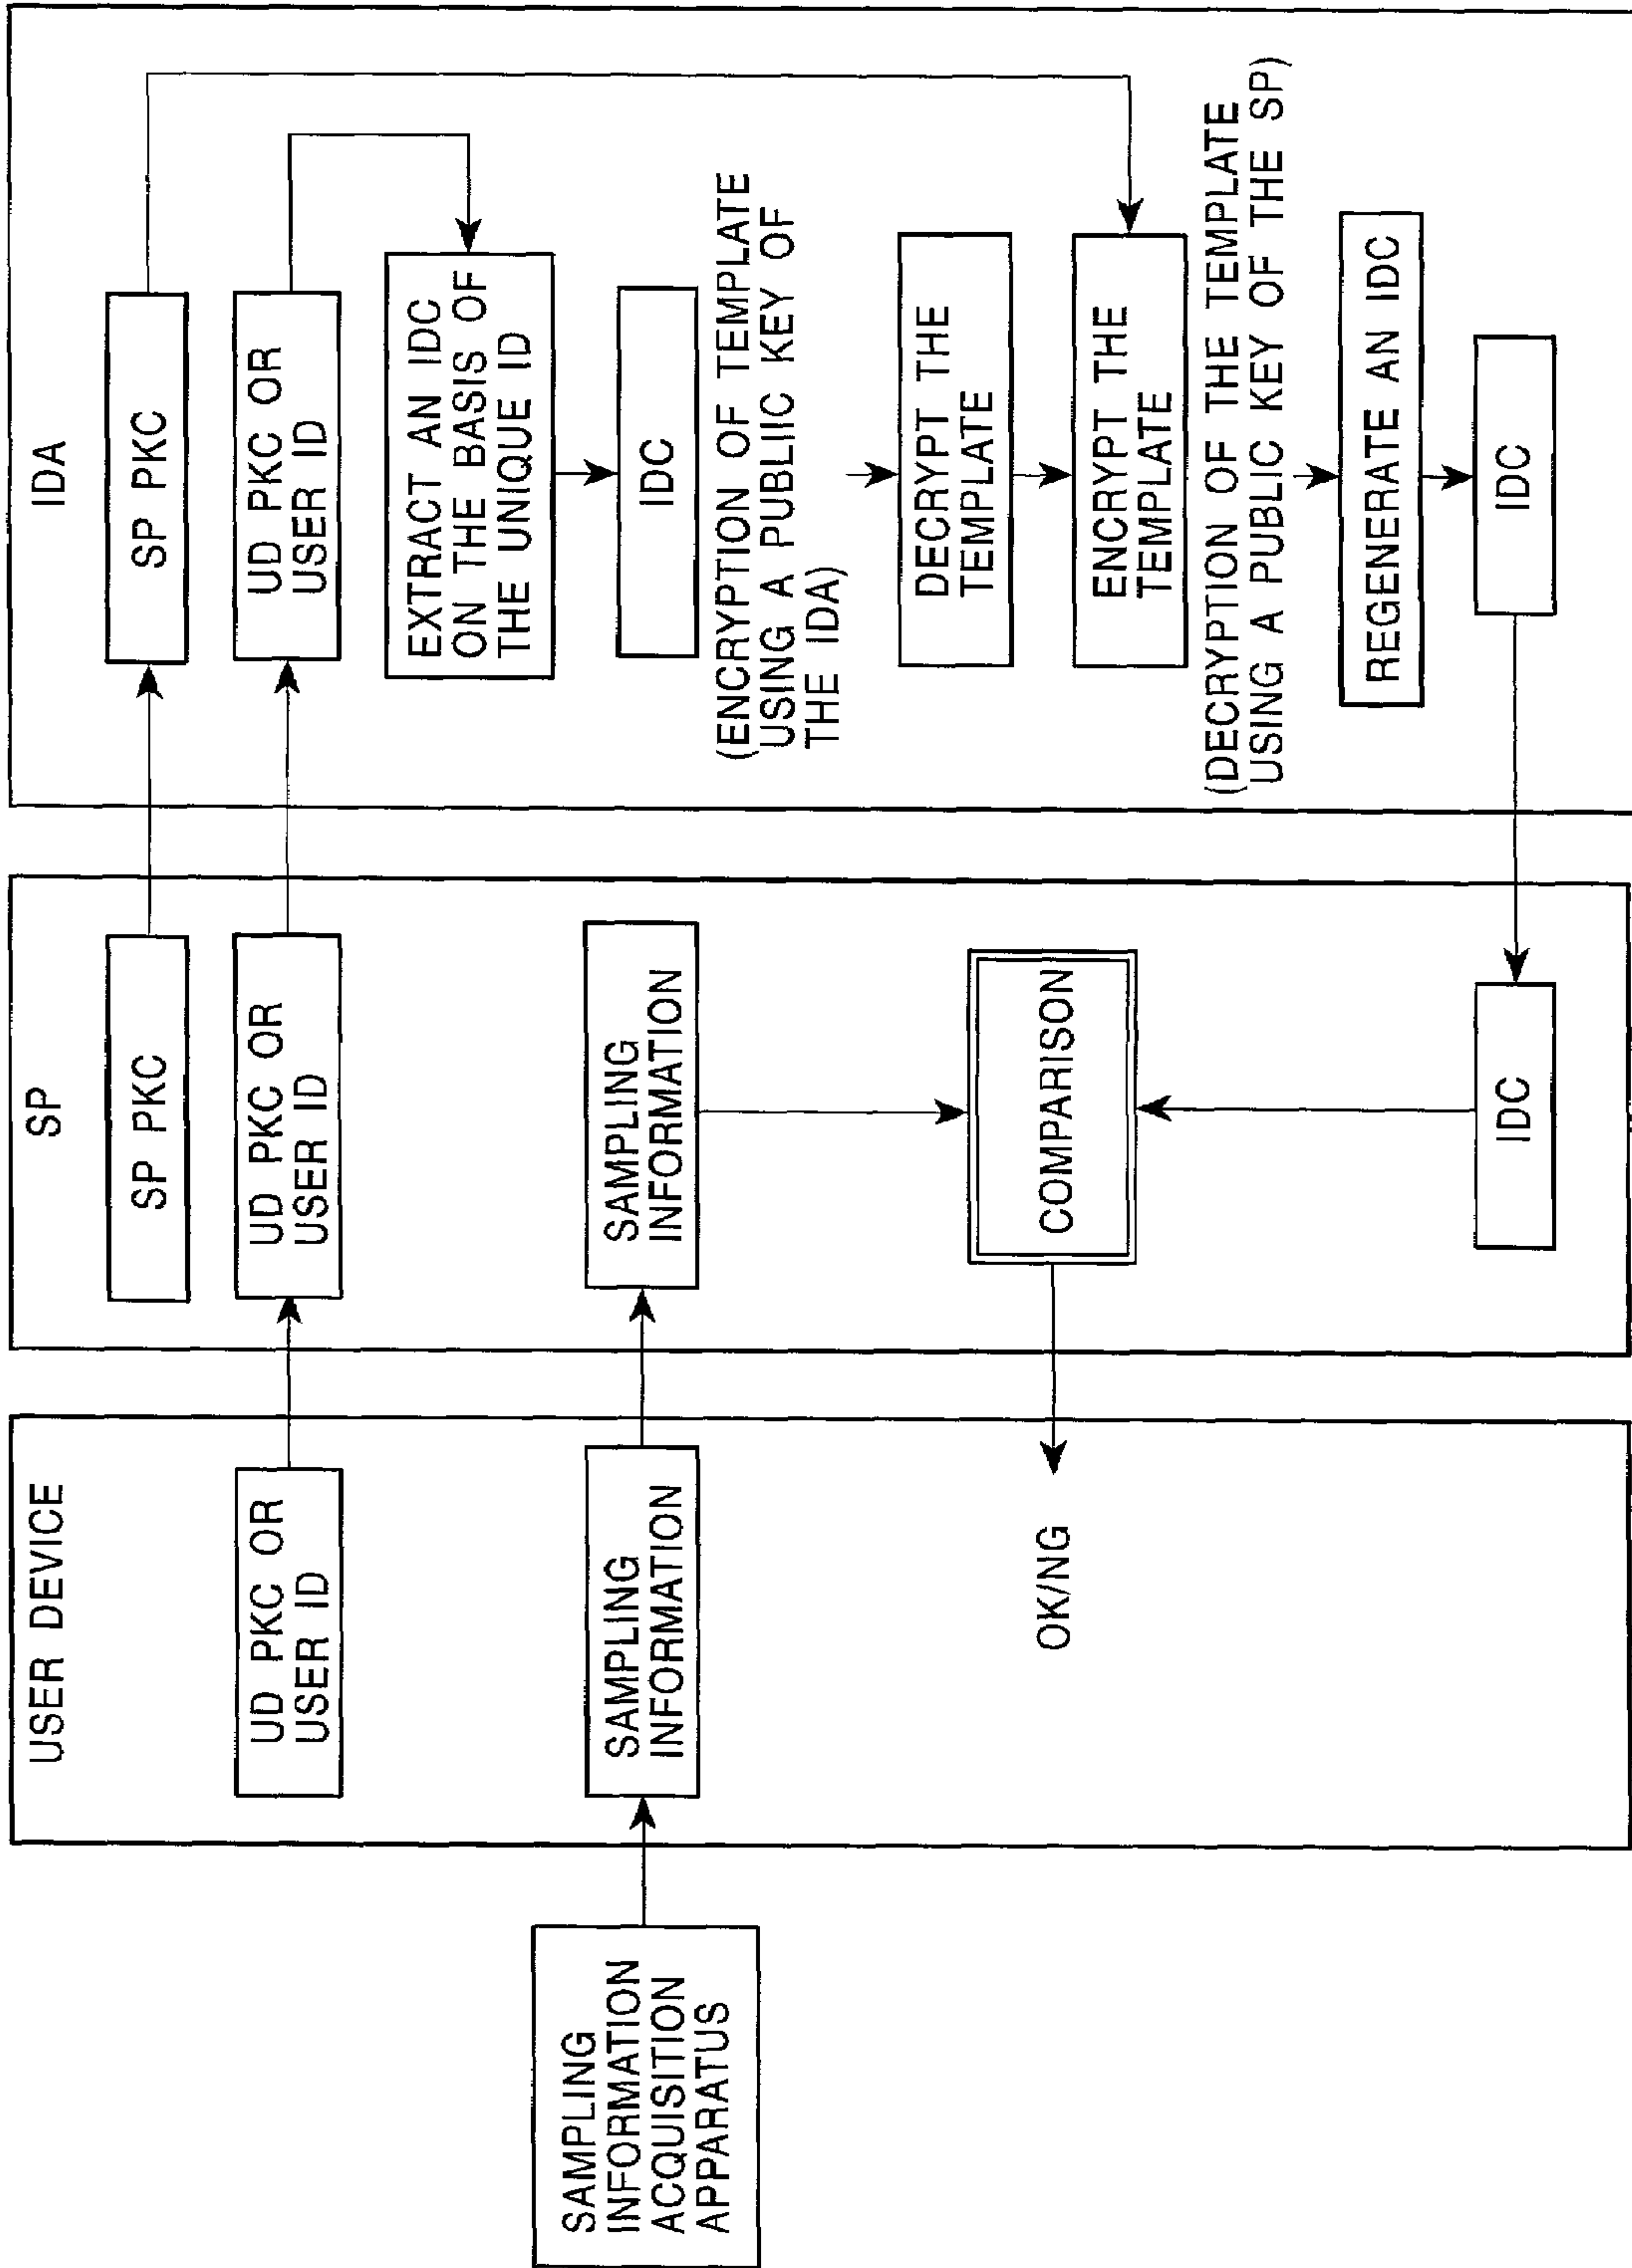 SAMPLING
INFORMATION
ACQUISITION
APPARATUS
USER DEVICE
UD PKC OR
USER ID
SAMPLING
INFORMATION
OK/NG
SP
SP PKC
UD PKC OR
USER ID
SAMPLING
INFORMATION
COMPARISON
IDC
IDA
SP PKC
UD PKC OR
USER ID
EXTRACT AN IDC
ON THE BASIS OF
THE UNIQUE ID
IDC
(ENCRYPTION OF TEMPLATE
USING A PUBLIIC KEY OF
THE IDA)
DECRYPT THE
TEMPLATE
ENCRYPT THE
TEMPLATE
(DECRYPTION OF THE TEMPLATE
USING A PUBLIC KEY OF THE SP)
REGENERATE AN IDC
IDC